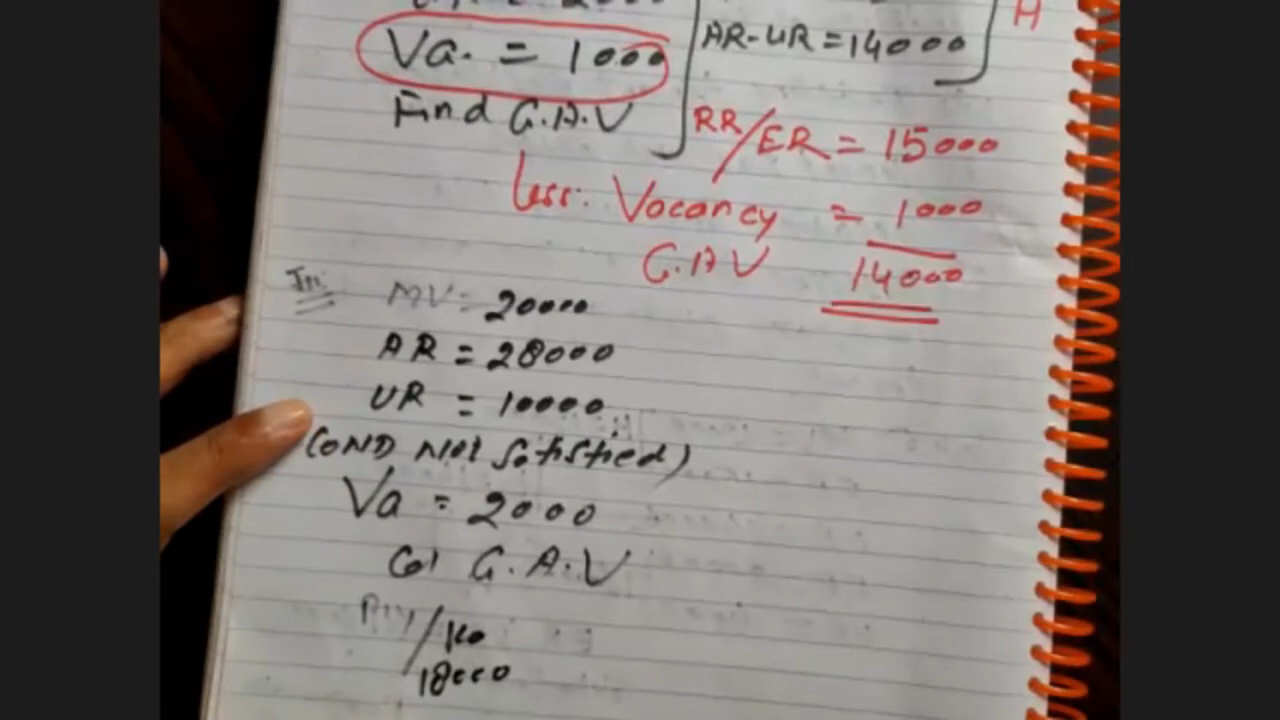 Va. = 1000
Find G.A.V
AR-UR = 14000
H
RR/ER = 15000
Less: Vocancy = 1000
G.A.V 14000
MV = 20000
AR = 28000
UR = 10000
COND Not Satisfied)
Va = 2000
Cal G.A.V
18000